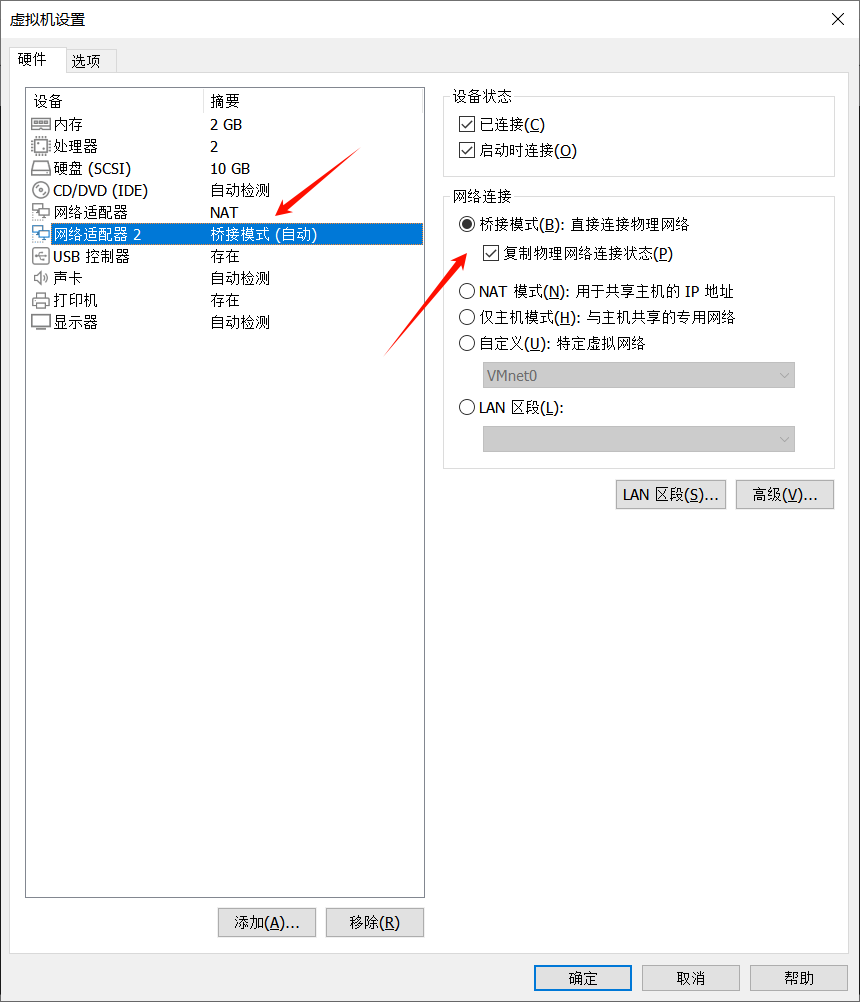 虚拟机设置
硬件 选项
设备 摘要
内存 2 GB
处理器 2
硬盘 (SCSI) 10 GB
CD/DVD (IDE) 自动检测
网络适配器 NAT
网络适配器 2 桥接模式 (自动)
USB 控制器 存在
声卡 自动检测
打印机 存在
显示器 自动检测
添加(A)... 移除(R)
设备状态
已连接(C)
启动时连接(O)
网络连接
桥接模式(B): 直接连接物理网络
复制物理网络连接状态(P)
NAT 模式(N): 用于共享主机的 IP 地址
仅主机模式(H): 与主机共享的专用网络
自定义(U): 特定虚拟网络
VMnet0
LAN 区段(L):
LAN 区段(S)... 高级(V)...
确定 取消 帮助